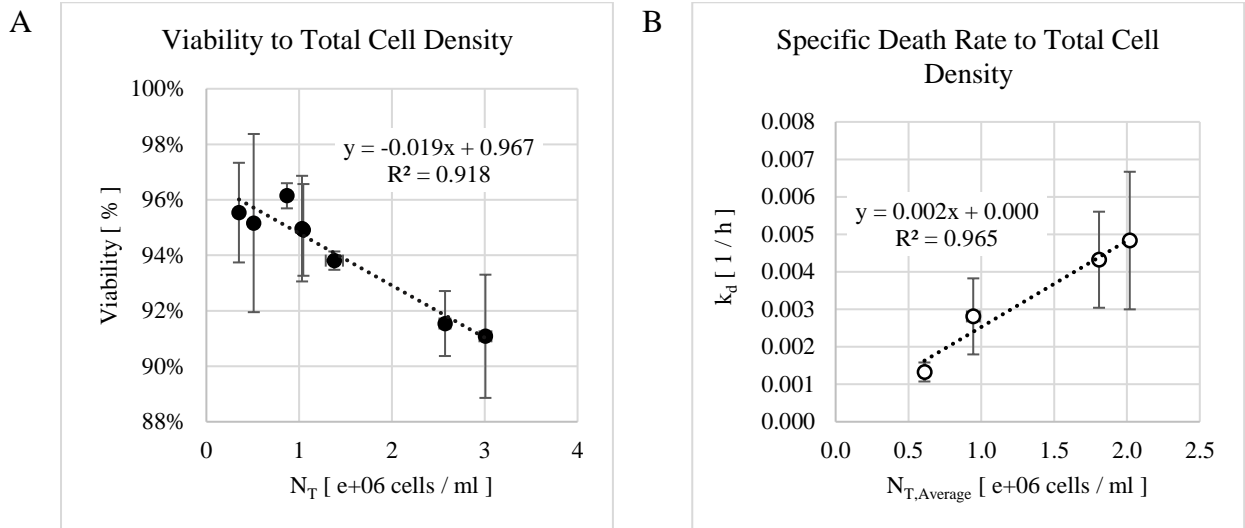 A
Viability to Total Cell Density
100%
98%
96%
94%
92%
90%
88%
0
1
2
3
4
y = -0.019x + 0.967
R² = 0.918
Viability [ % ]
N_T [ e+06 cells / ml ]
B
Specific Death Rate to Total Cell
Density
0.008
0.007
0.006
0.005
0.004
0.003
0.002
0.001
0.000
0.0
0.5
1.0
1.5
2.0
2.5
y = 0.002x + 0.000
R² = 0.965
k_d [ 1 / h ]
N_T,Average [ e+06 cells / ml ]